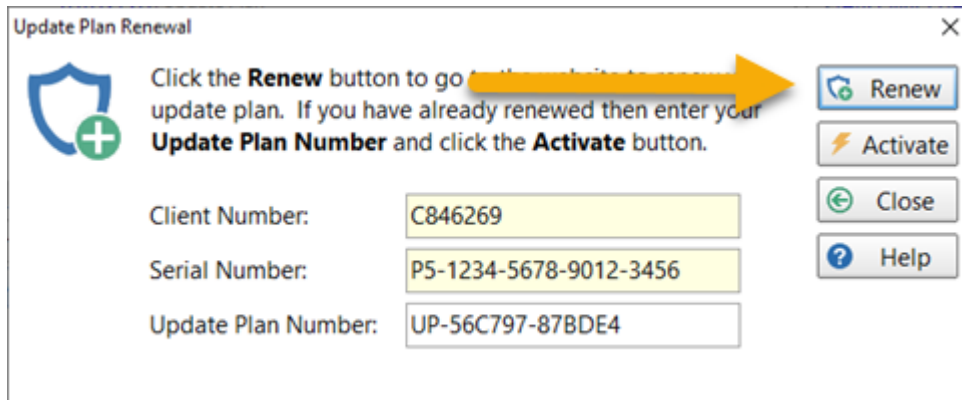 Update Plan Renewal
Click the Renew button to go
update plan. If you have already renewed then enter your
Update Plan Number and click the Activate button.
Client Number: C846269
Serial Number: P5-1234-5678-9012-3456
Update Plan Number: UP-56C797-87BDE4
Renew
Activate
Close
Help